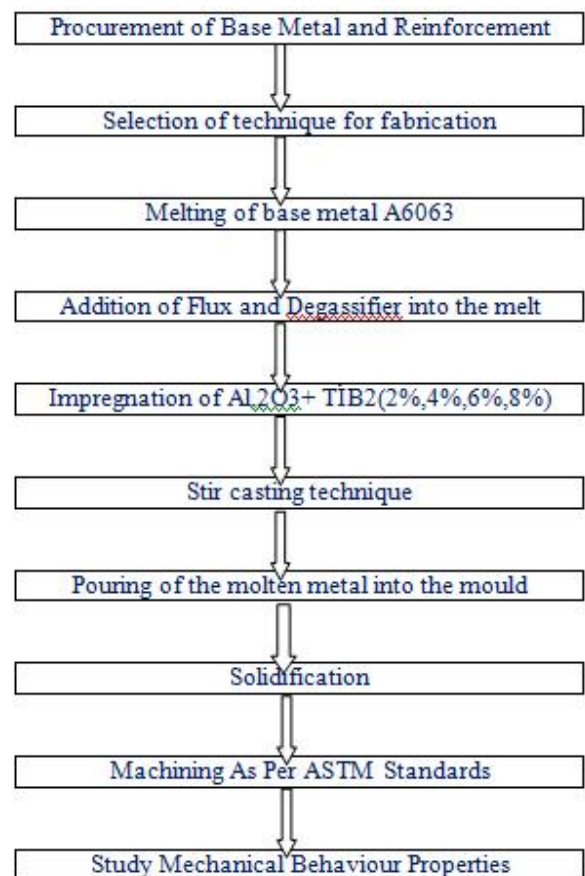 Procurement of Base Metal and Reinforcement
Selection of technique for fabrication
Melting of base metal A6063
Addition of Flux and Degassifier into the melt
Impregnation of Al2O3+ TİB2(2%,4%,6%,8%)
Stir casting technique
Pouring of the molten metal into the mould
Solidification
Machining As Per ASTM Standards
Study Mechanical Behaviour Properties